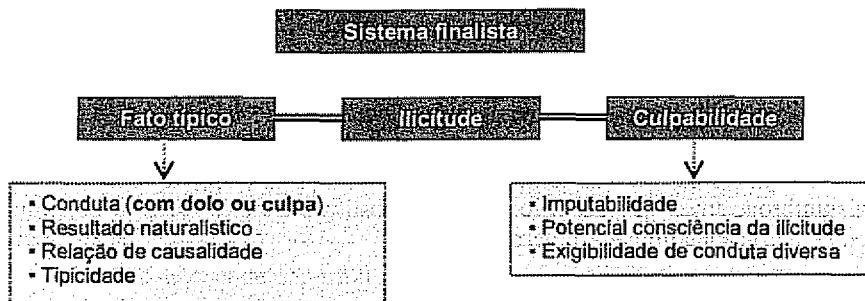 Sistema finalista
Fato típico
Ilicitude
Culpabilidade
▪ Conduta (com dolo ou culpa)
▪ Resultado naturalístico
▪ Relação de causalidade
▪ Tipicidade
▪ Imputabilidade
▪ Potencial consciência da ilicitude
▪ Exigibilidade de conduta diversa